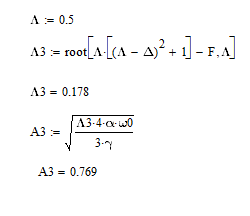 Λ := 0.5
Λ3 := root[Λ·[(Λ − Δ)² + 1] − F, Λ]
Λ3 = 0.178
A3 := √(Λ3·4·α·ω0 / 3·γ)
A3 = 0.769